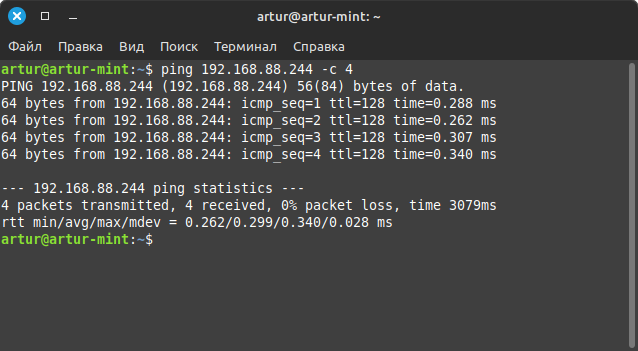 artur@artur-mint: ~
Файл Правка Вид Поиск Терминал Справка
artur@artur-mint:~$ ping 192.168.88.244 -c 4
PING 192.168.88.244 (192.168.88.244) 56(84) bytes of data.
64 bytes from 192.168.88.244: icmp_seq=1 ttl=128 time=0.288 ms
64 bytes from 192.168.88.244: icmp_seq=2 ttl=128 time=0.262 ms
64 bytes from 192.168.88.244: icmp_seq=3 ttl=128 time=0.307 ms
64 bytes from 192.168.88.244: icmp_seq=4 ttl=128 time=0.340 ms
--- 192.168.88.244 ping statistics ---
4 packets transmitted, 4 received, 0% packet loss, time 3079ms
rtt min/avg/max/mdev = 0.262/0.299/0.340/0.028 ms
artur@artur-mint:~$